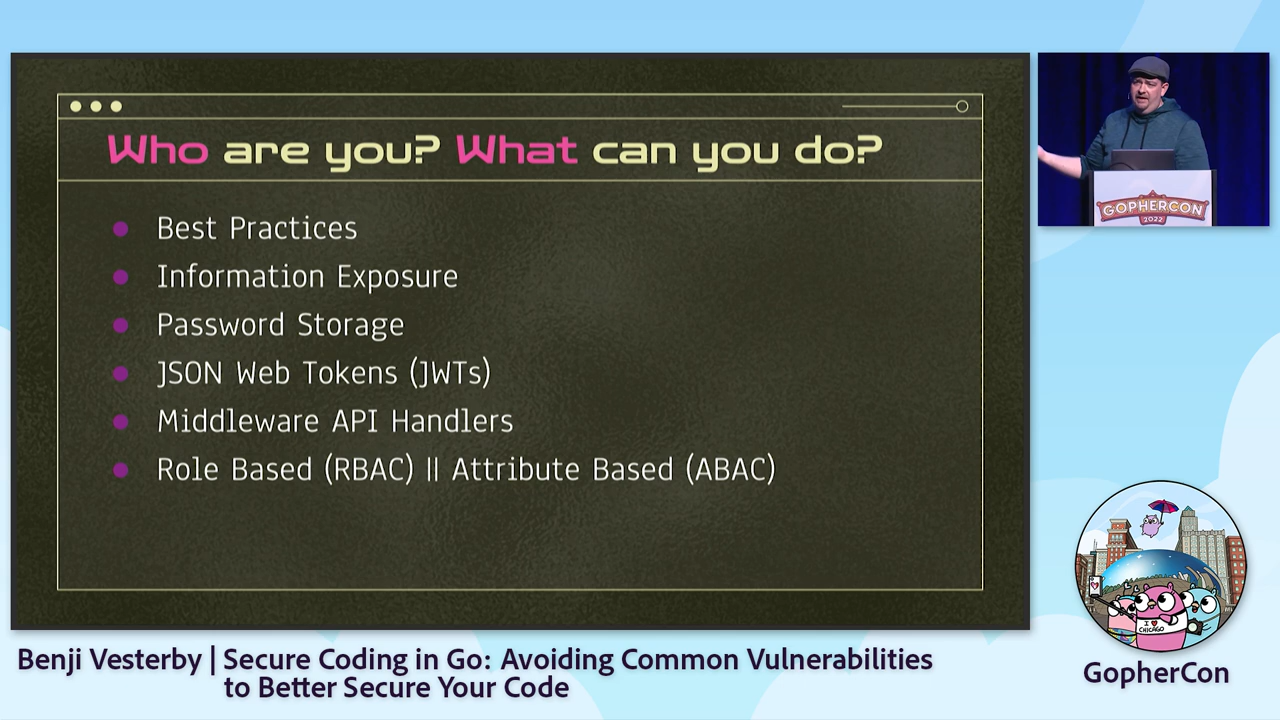 Who are you? What can you do?
Best Practices
Information Exposure
Password Storage
JSON Web Tokens (JWTs)
Middleware API Handlers
Role Based (RBAC) || Attribute Based (ABAC)
GOPHERCON
2022
I ♥
CHICAGO
GopherCon
Benji Vesterby | Secure Coding in Go: Avoiding Common Vulnerabilities
to Better Secure Your Code